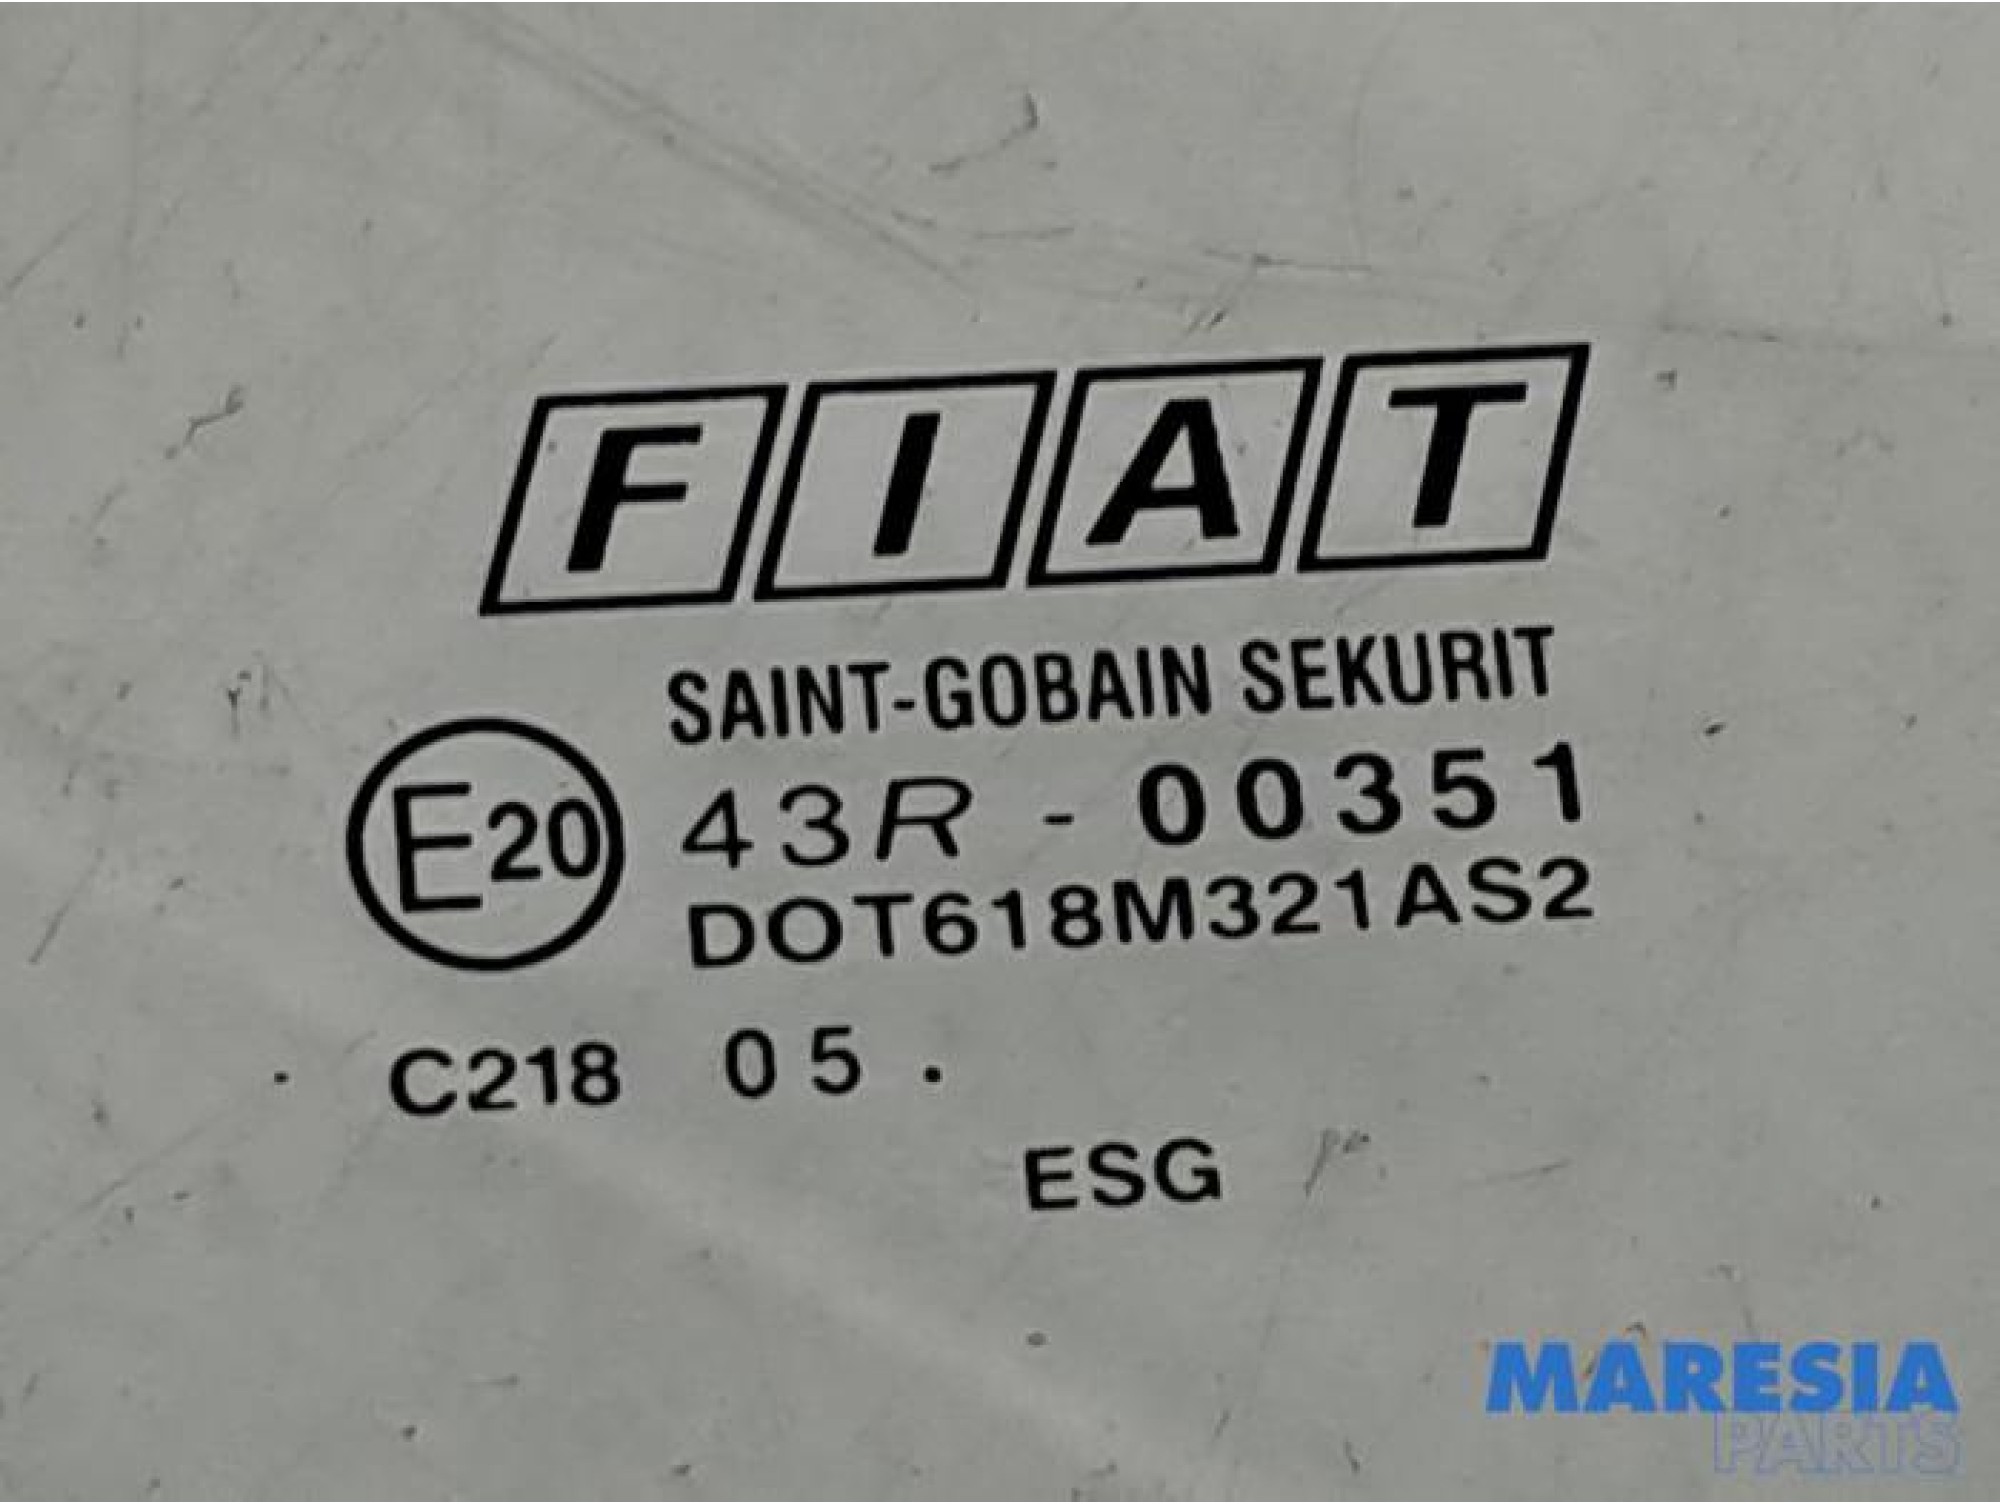 FIAT
SAINT-GOBAIN SEKURIT
E20 43R - 00351
DOT618M321AS2
. C218 05 .
ESG
MARESIA
PARTS